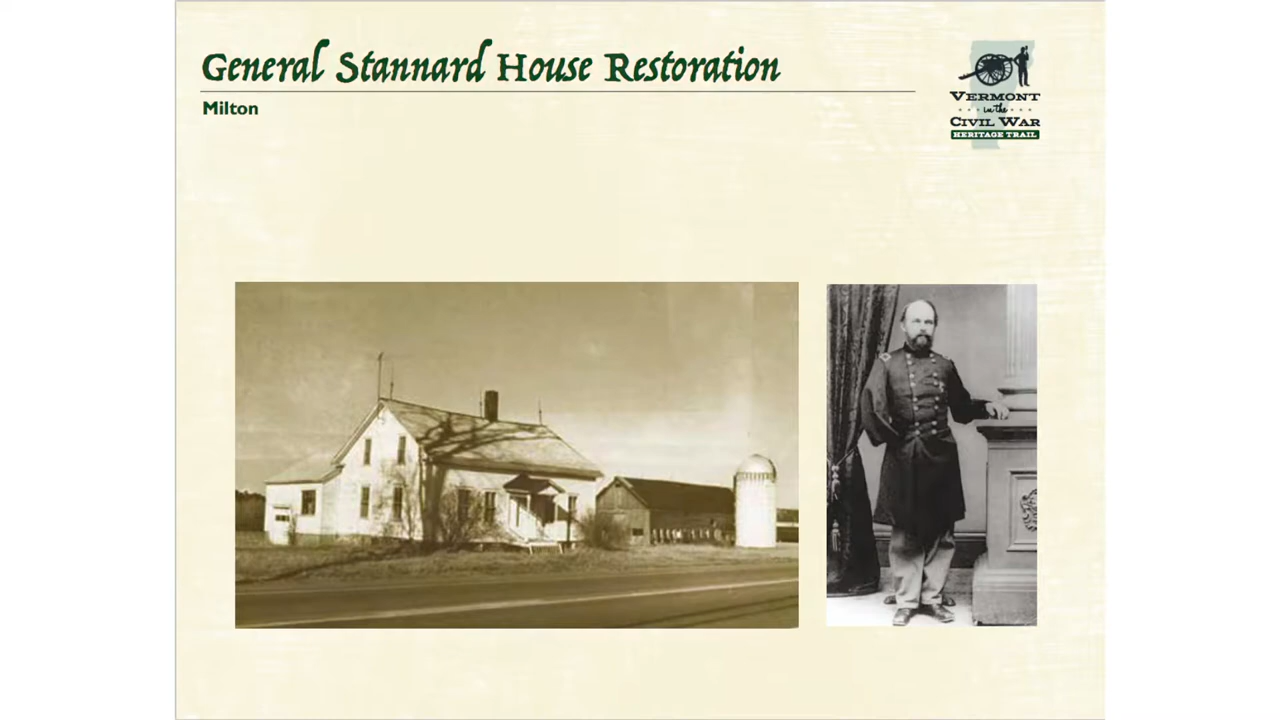 General Stannard House Restoration
Milton
VERMONT
in the
CIVIL WAR
HERITAGE TRAIL